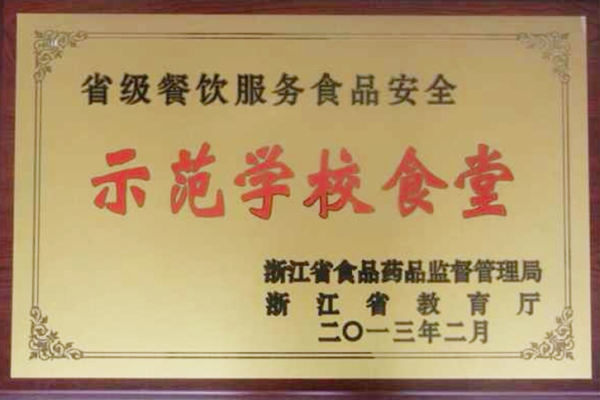 省级餐饮服务食品安全
示范学校食堂
浙江省食品药品监督管理局
浙江省教育厅
二〇一三年二月